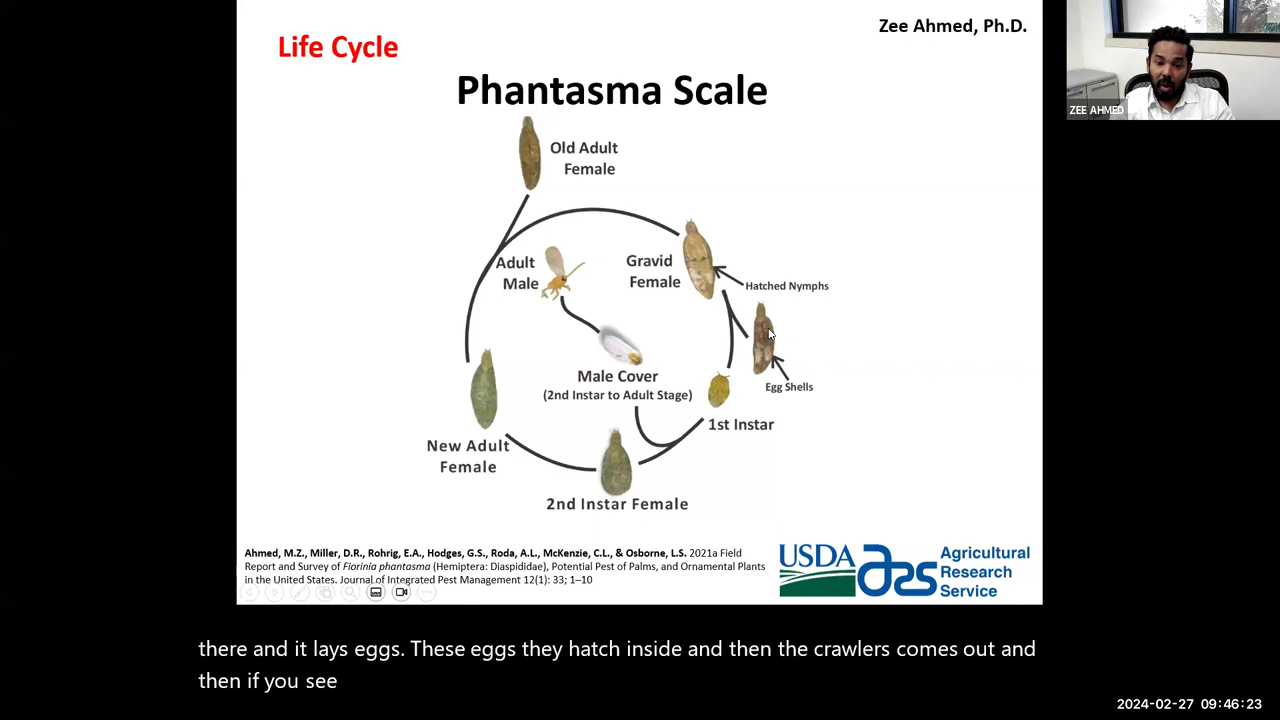 Zee Ahmed, Ph.D.
Life Cycle
Phantasma Scale
ZEE AHMED
Old Adult
Female
Adult
Male
Gravid
Female
Hatched Nymphs
Male Cover
(2nd Instar to Adult Stage)
Egg Shells
1st Instar
New Adult
Female
2nd Instar Female
Ahmed, M.Z., Miller, D.R., Rohrig, E.A., Hodges, G.S., Roda, A.L., McKenzie, C.L., & Osborne, L.S. 2021a Field
Report and Survey of Fiorinia phantasma (Hemiptera: Diaspididae), Potential Pest of Palms, and Ornamental Plants
in the United States. Journal of Integrated Pest Management 12(1): 33; 1–10
USDA
ars
Agricultural
Research
Service
there and it lays eggs. These eggs they hatch inside and then the crawlers comes out and
then if you see
2024-02-27 09:46:23